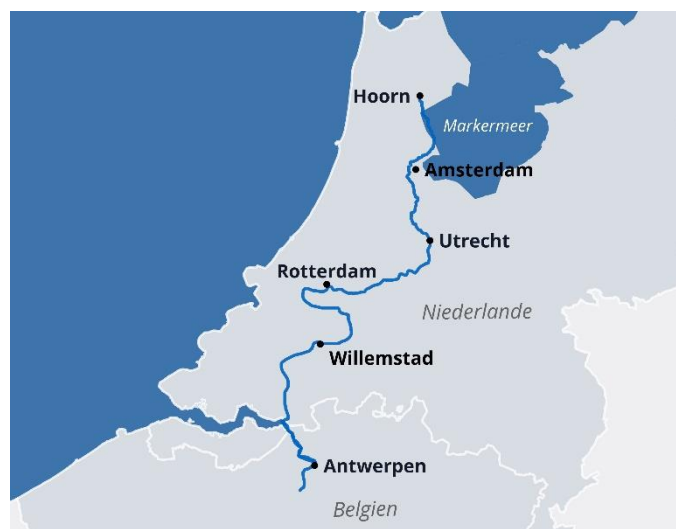 Hoorn
Markermeer
Amsterdam
Utrecht
Rotterdam
Niederlande
Willemstad
Antwerpen
Belgien